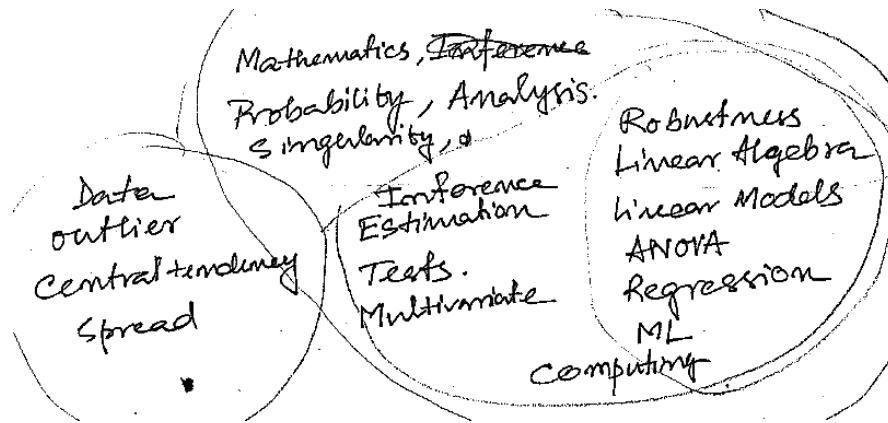 Mathematics, Inference
Probability, Analysis.
Singularity,
Data
outlier
Central tendency
Spread
Inference
Estimation
Tests.
Multivariate
Robustness
Linear Algebra
Linear Models
ANOVA
Regression
ML
Computing